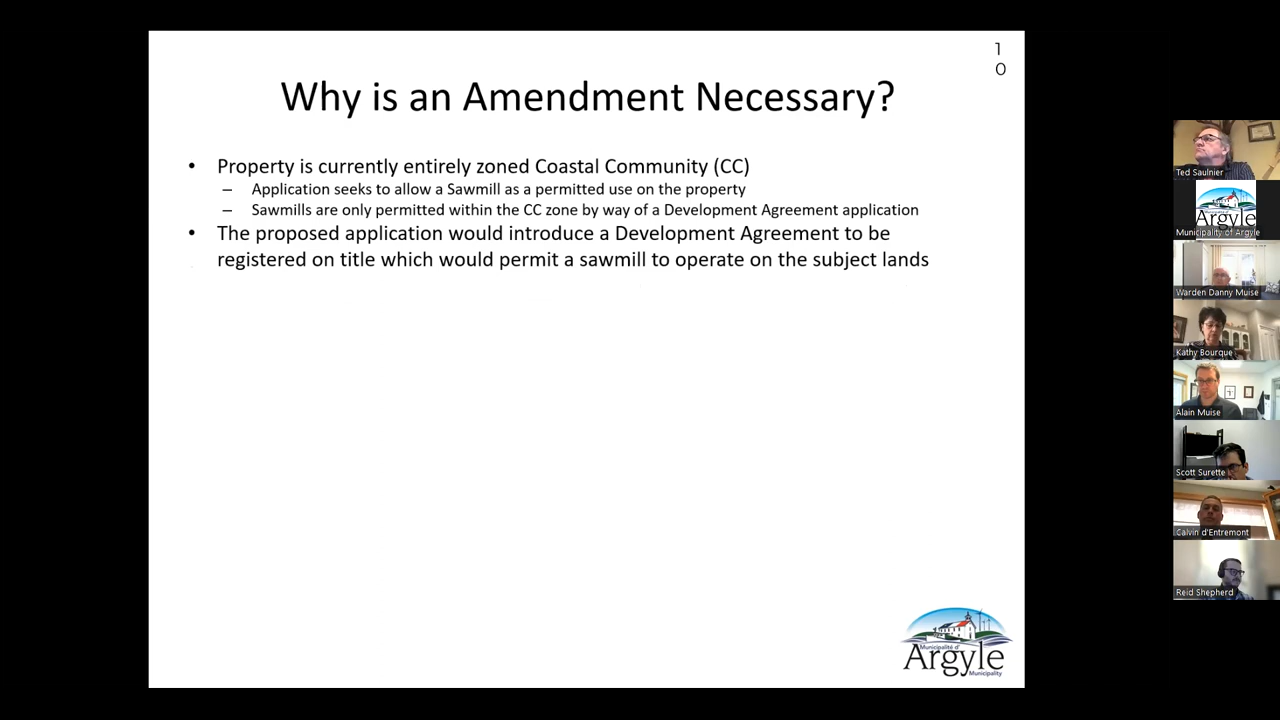 1
0
Why is an Amendment Necessary?
• Property is currently entirely zoned Coastal Community (CC)
– Application seeks to allow a Sawmill as a permitted use on the property
– Sawmills are only permitted within the CC zone by way of a Development Agreement application
• The proposed application would introduce a Development Agreement to be
registered on title which would permit a sawmill to operate on the subject lands
Municipalité d'
Argyle
Municipality
Ted Saulnier
Argyle
Municipality of Argyle
Warden Danny Muise
Kathy Bourque
Alain Muise
Scott Surette
Calvin d'Entremont
Reid Shepherd